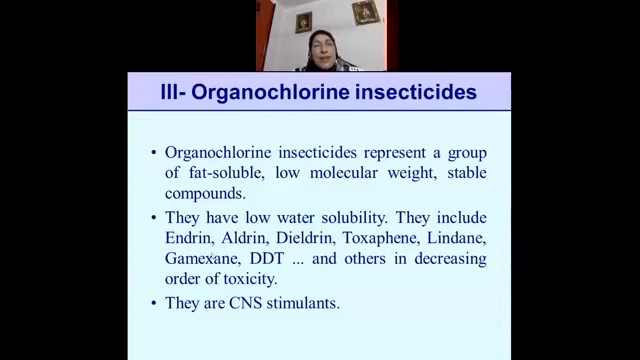 III- Organochlorine insecticides
• Organochlorine insecticides represent a group
of fat-soluble, low molecular weight, stable
compounds.
• They have low water solubility. They include
Endrin, Aldrin, Dieldrin, Toxaphene, Lindane,
Gamexane, DDT ... and others in decreasing
order of toxicity.
• They are CNS stimulants.